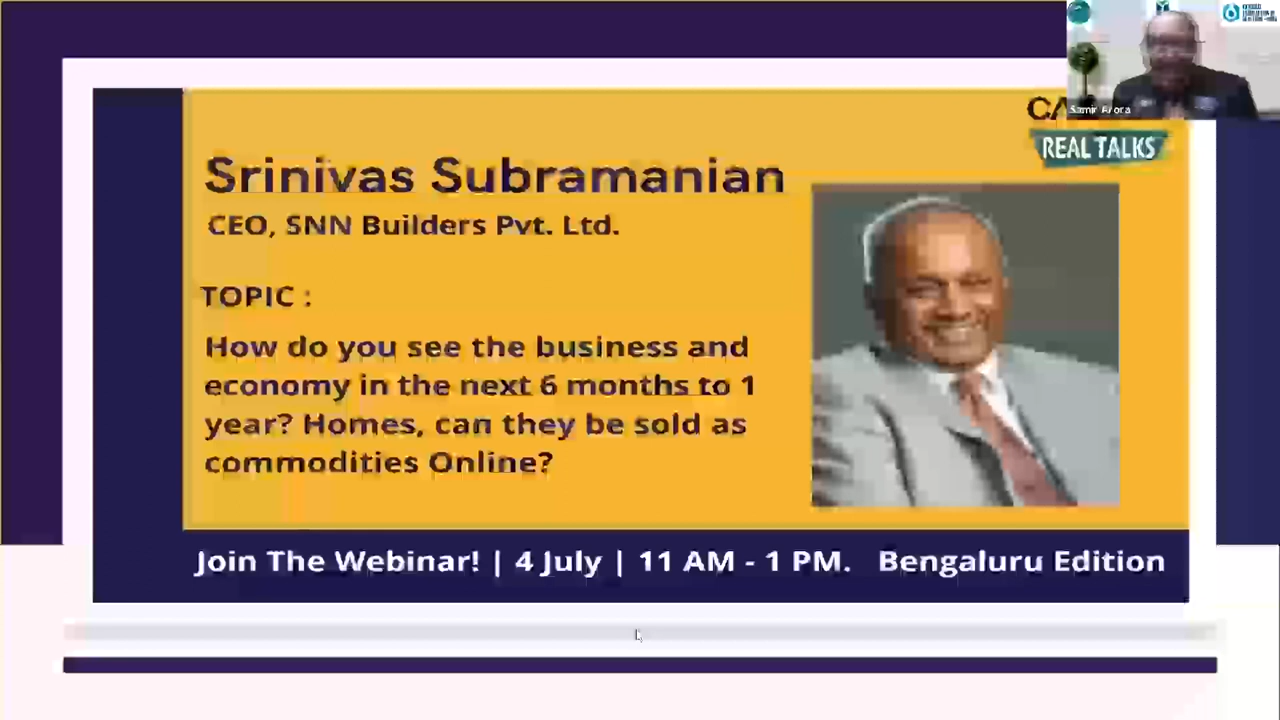 Srinivas Subramanian
CEO, SNN Builders Pvt. Ltd.
TOPIC :
How do you see the business and
economy in the next 6 months to 1
year? Homes, can they be sold as
commodities Online?
REAL TALKS
Samir Arora
Join The Webinar! | 4 July | 11 AM - 1 PM. Bengaluru Edition